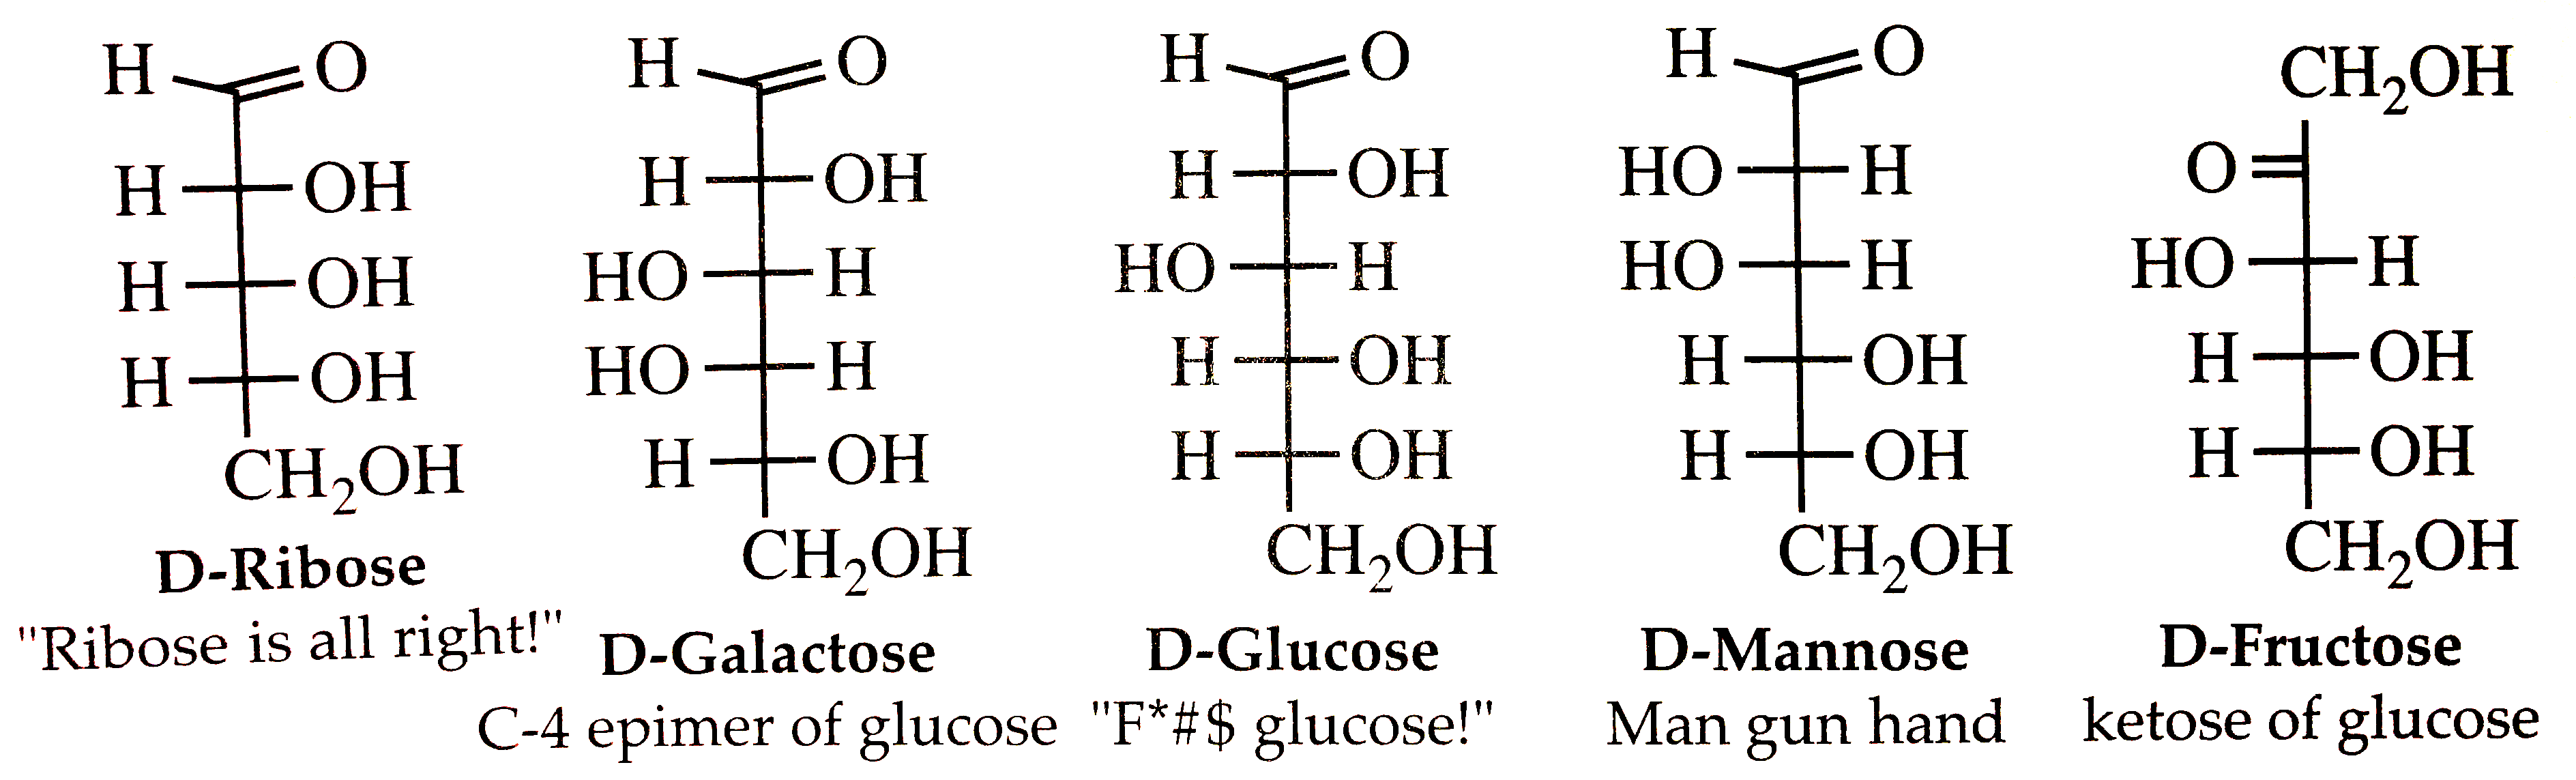 H O
H OH
H OH
H OH
CH₂OH
D-Ribose
"Ribose is all right!"
H O
H OH
HO H
HO H
H OH
CH₂OH
D-Galactose
C-4 epimer of glucose
H O
H OH
HO H
H OH
H OH
CH₂OH
D-Glucose
"F*#$ glucose!"
H O
HO H
HO H
H OH
H OH
CH₂OH
D-Mannose
Man gun hand
CH₂OH
O
HO H
H OH
H OH
CH₂OH
D-Fructose
ketose of glucose